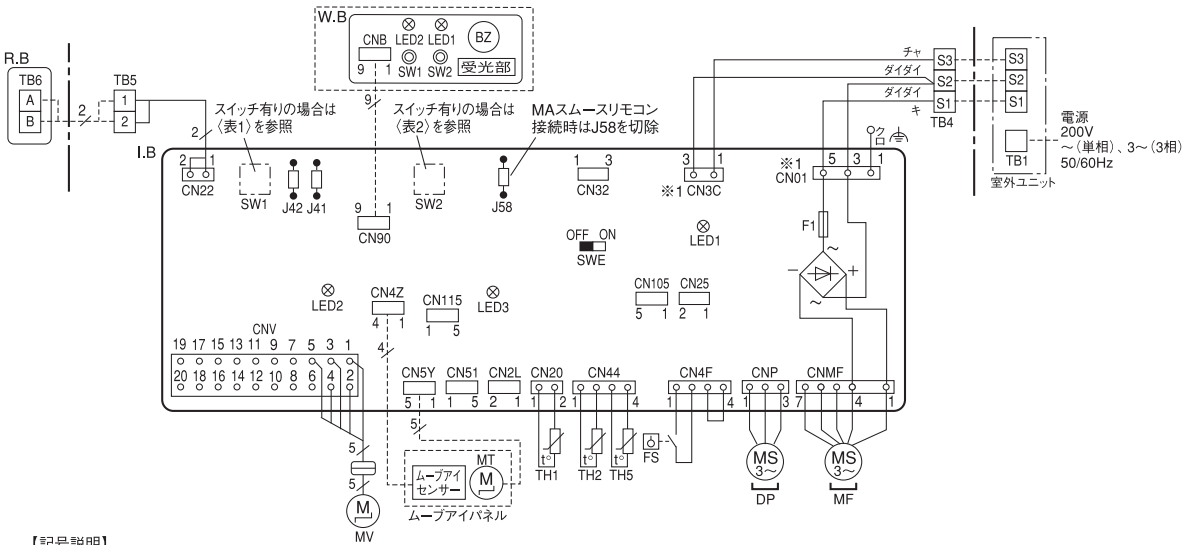 W.B
CNB
LED2 LED1
BZ
9 1
SW1 SW2
受光部
R.B
TB6
A
B
2
TB5
1
2
2
スイッチ有りの場合は
〈表1〉を参照
9
スイッチ有りの場合は
〈表2〉を参照
MAスムースリモコン
接続時はJ58を切除
チャ
ダイダイ
ダイダイ
キ
S3
S2
S1
TB4
S3
S2
S1
TB1
室外ユニット
電源
200V
～(単相)、3～(3相)
50/60Hz
クロ
I.B
2 1
CN22
SW1
J42 J41
9 1
CN90
SW2
J58
1 3
CN32
3 1
※1 CN3C
※1
CN01
5 3 1
F1
～
－ ＋
～
LED1
OFF ON
SWE
LED2
CN4Z
4 1
CN115
1 5
LED3
CN105
5 1
CN25
2 1
CNV
19 17 15 13 11 9 7 5 3 1
20 18 16 14 12 10 8 6 4 2
4
CN5Y
5 1
CN51
1 5
CN2L
2 1
CN20
1 2
CN44
1 4
CN4F
1 4
CNP
1 3
CNMF
7 4 1
5
5
5
M
MV
ムーブアイ
センサー
MT
M
ムーブアイパネル
t°
TH1
t°
TH2
t°
TH5
FS
MS
3～
DP
MS
3～
MF
【記号説明】